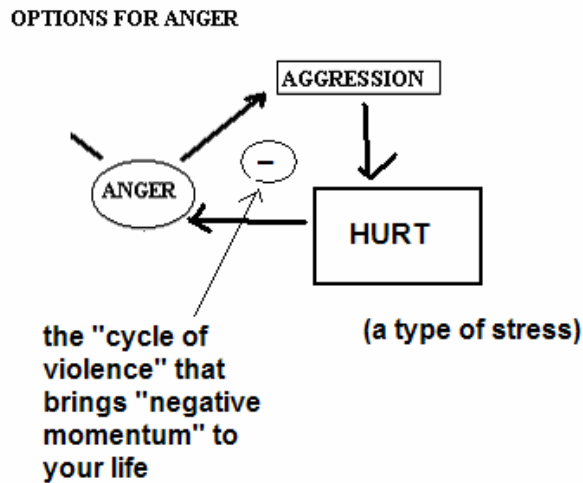 OPTIONS FOR ANGER
AGGRESSION
–
ANGER
HURT
(a type of stress)
the "cycle of
violence" that
brings "negative
momentum" to
your life